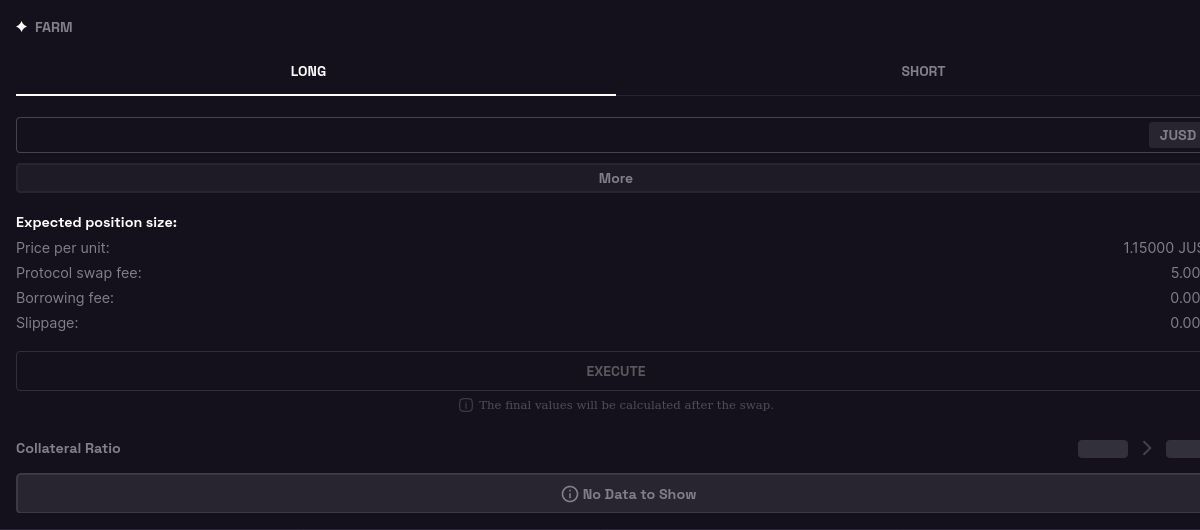 FARM
LONG
SHORT
JUSD
More
Expected position size:
Price per unit: 1.15000
Protocol swap fee: 5.00
Borrowing fee: 0.00
Slippage: 0.00
EXECUTE
The final values will be calculated after the swap.
Collateral Ratio
No Data to Show